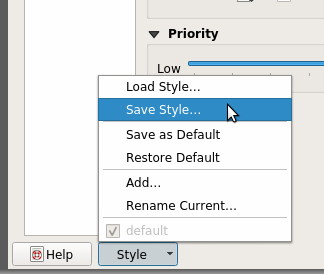 Priority
Low
Load Style...
Save Style...
Save as Default
Restore Default
Add...
Rename Current...
default
Help
Style